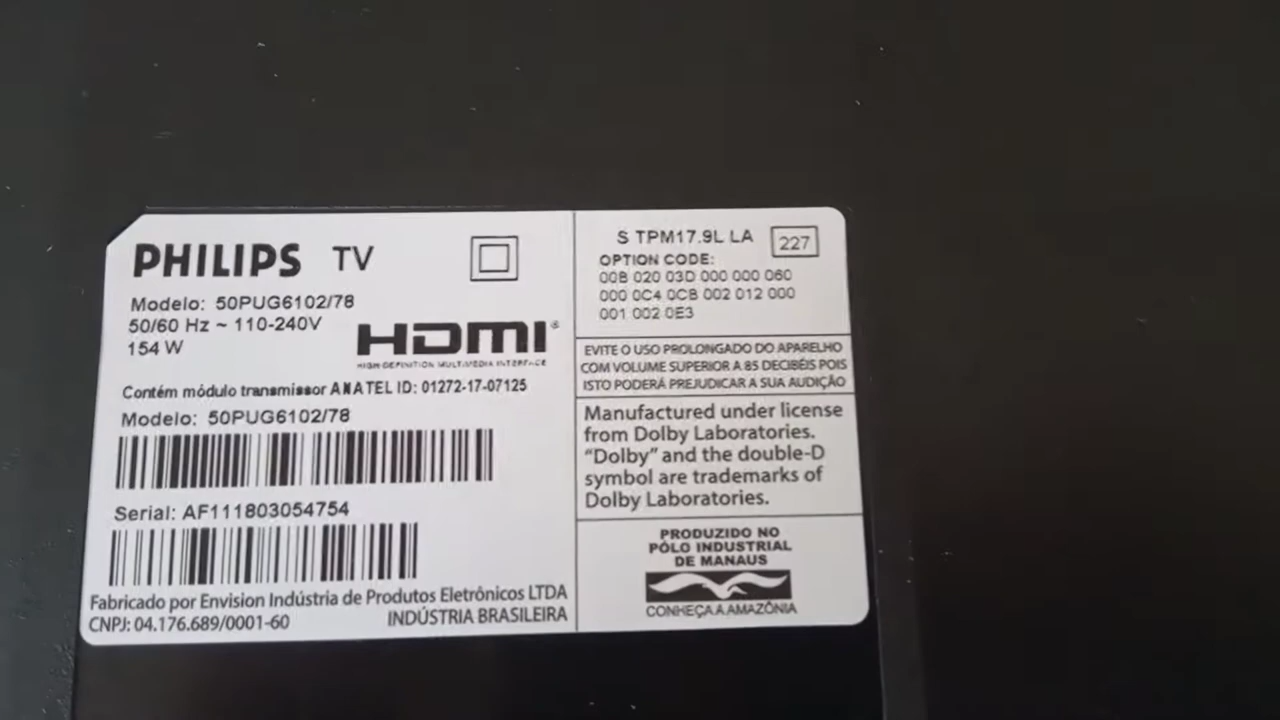 PHILIPS TV
Modelo: 50PUG6102/78
50/60 Hz ~ 110-240V
154 W
HDMI®
HIGH-DEFINITION MULTIMEDIA INTERFACE
Contém módulo transmissor ANATEL ID: 01272-17-07125
Modelo: 50PUG6102/78
Serial: AF111803054754
Fabricado por Envision Indústria de Produtos Eletrônicos LTDA
CNPJ: 04.176.689/0001-60
INDÚSTRIA BRASILEIRA
S TPM17.9L LA 227
OPTION CODE:
00B 020 03D 000 000 060
000 0C4 0CB 002 012 000
001 002 0E3
EVITE O USO PROLONGADO DO APARELHO
COM VOLUME SUPERIOR A 85 DECIBÉIS POIS
ISTO PODERÁ PREJUDICAR A SUA AUDIÇÃO
Manufactured under license
from Dolby Laboratories.
“Dolby” and the double-D
symbol are trademarks of
Dolby Laboratories.
PRODUZIDO NO
PÓLO INDUSTRIAL
DE MANAUS
CONHEÇA A AMAZÔNIA